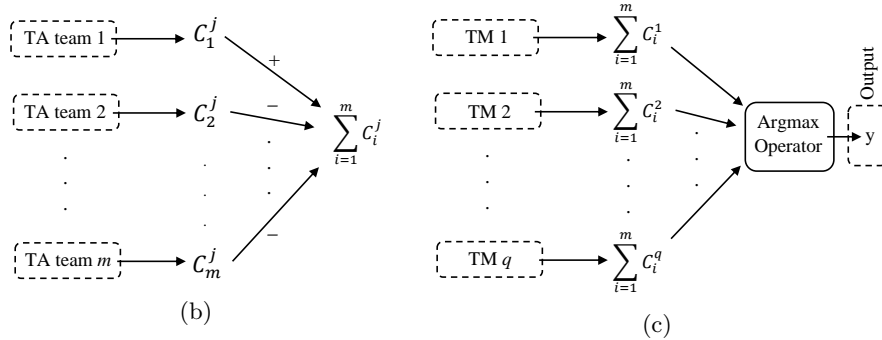 TA team 1
C_1^j
+
TA team 2
C_2^j
−
∑_{i=1}^{m} C_i^j
TA team m
C_m^j
−
(b)
TM 1
∑_{i=1}^{m} C_i^1
TM 2
∑_{i=1}^{m} C_i^2
TM q
∑_{i=1}^{m} C_i^q
Argmax
Operator
Output
y
(c)